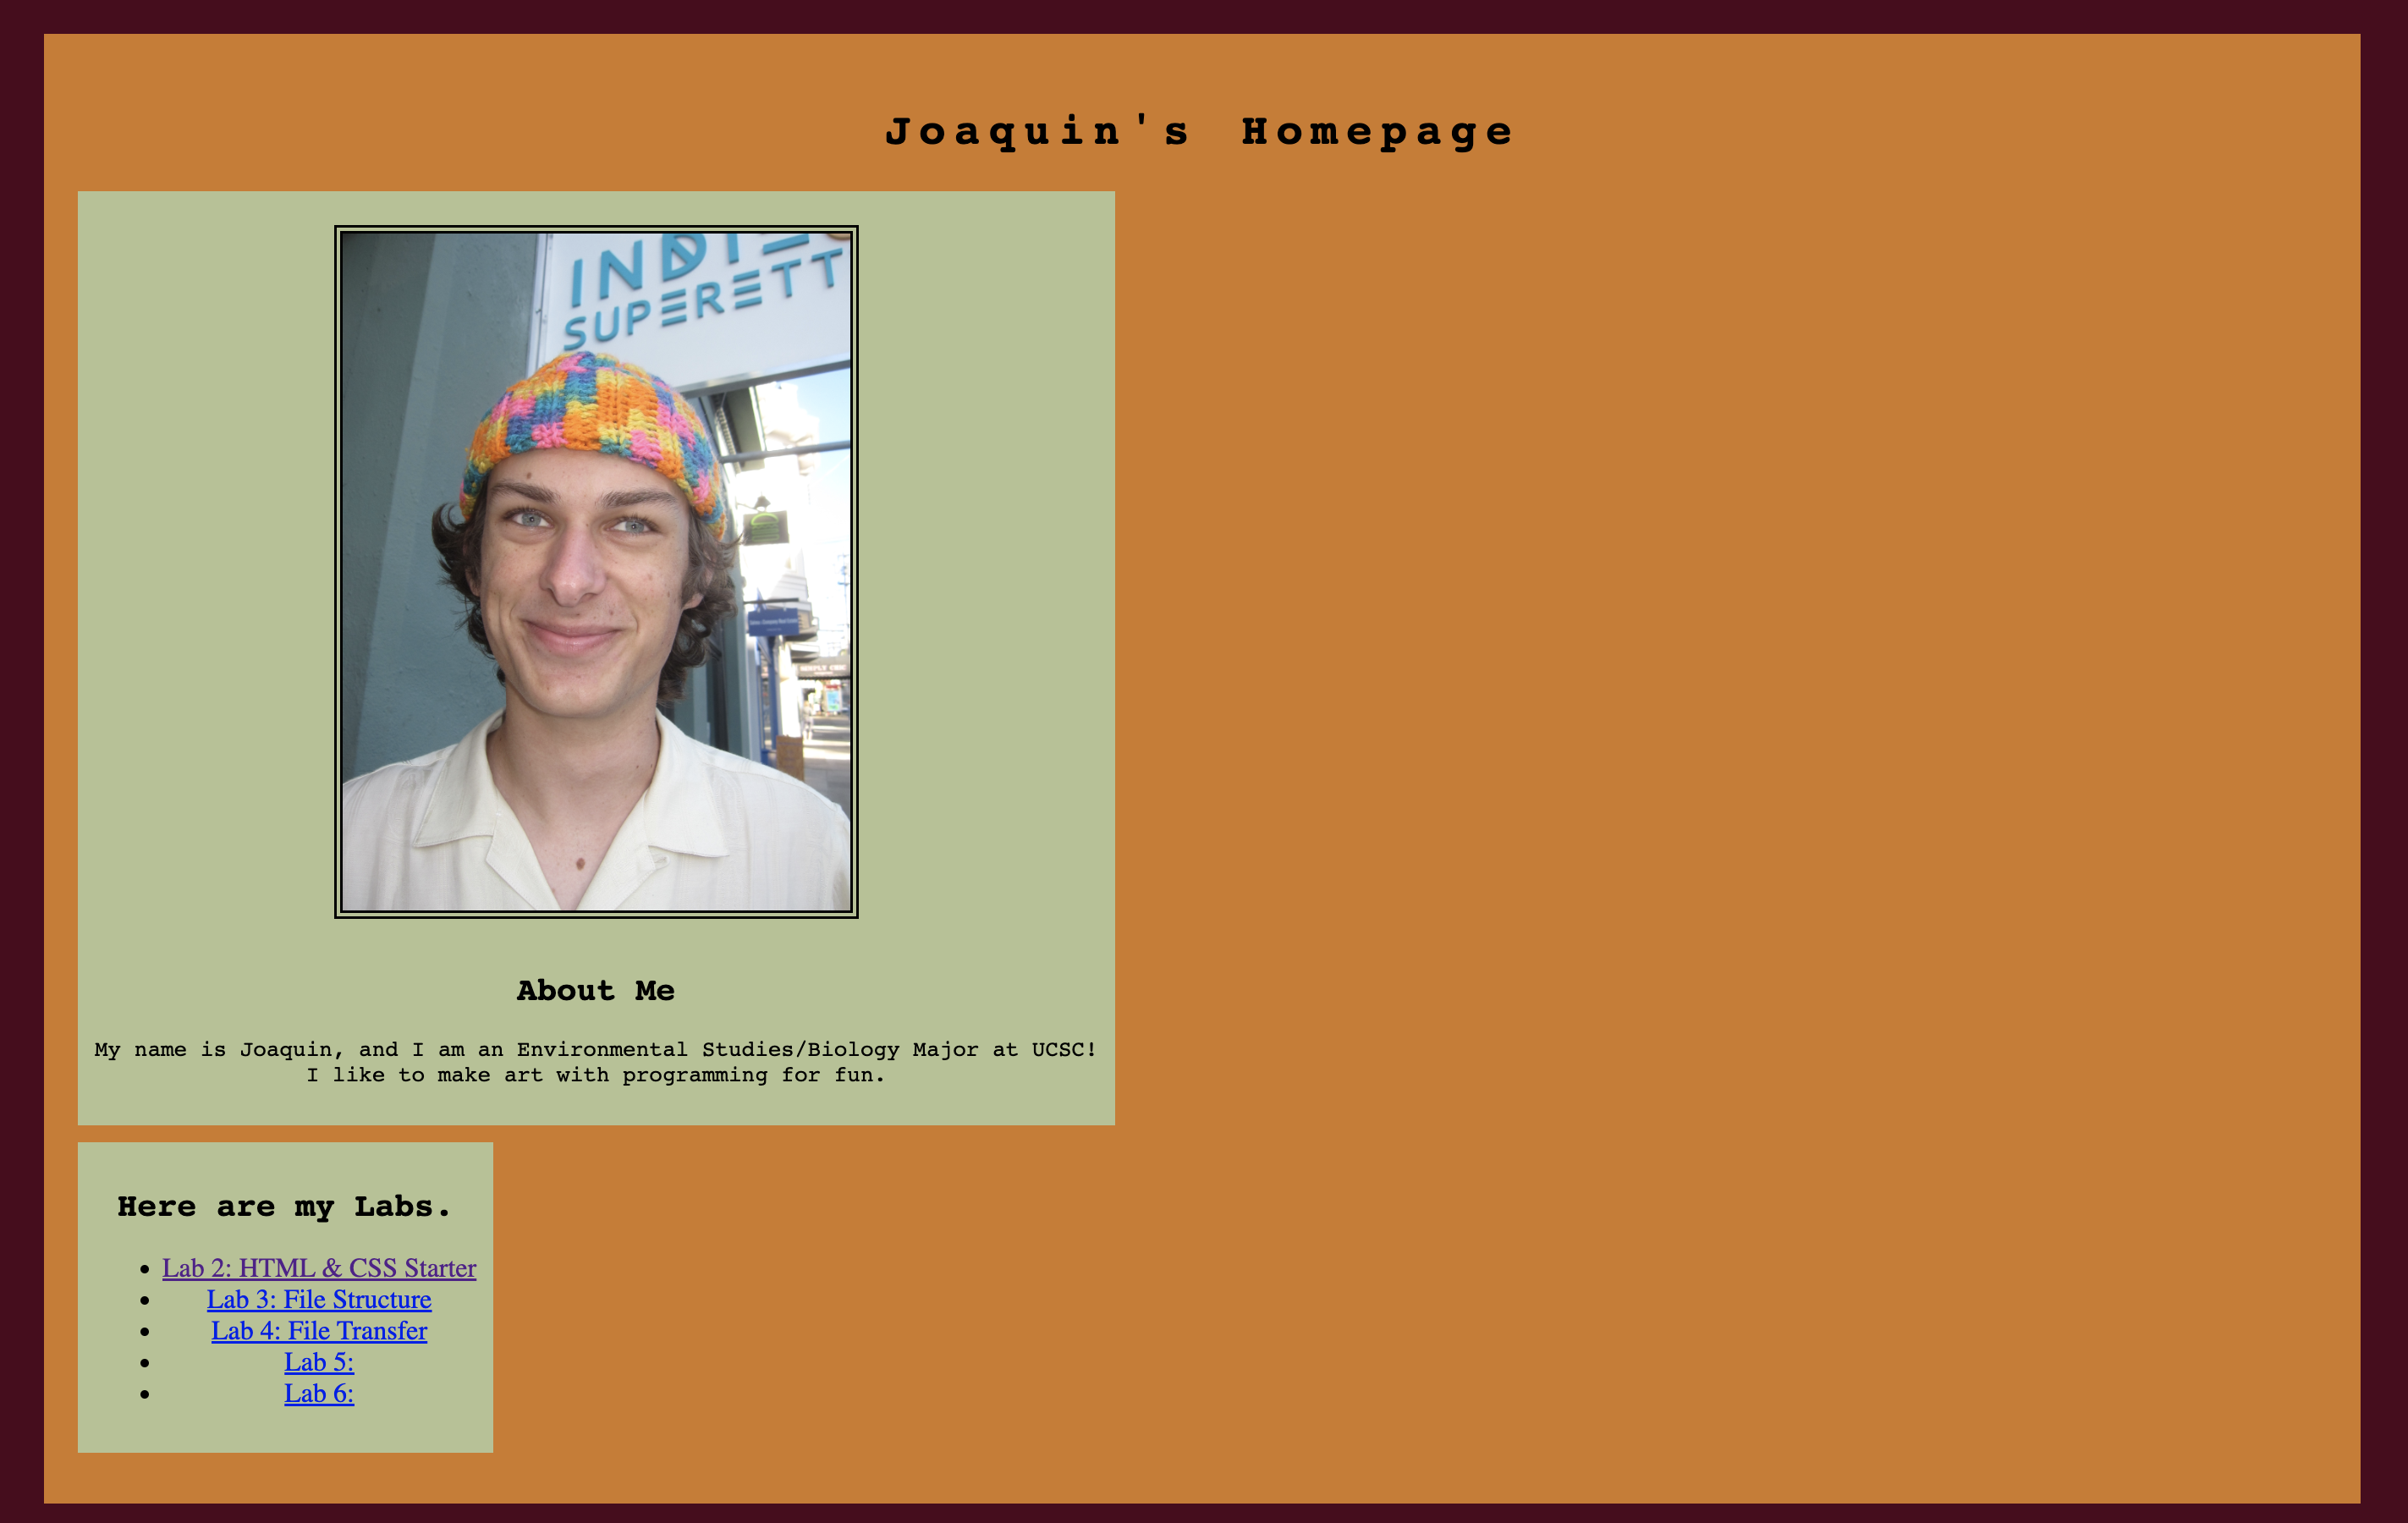 Joaquin's Homepage
SUPERETT
About Me
My name is Joaquin, and I am an Environmental Studies/Biology Major at UCSC!
I like to make art with programming for fun.
Here are my Labs.
Lab 2: HTML & CSS Starter
Lab 3: File Structure
Lab 4: File Transfer
Lab 5:
Lab 6: